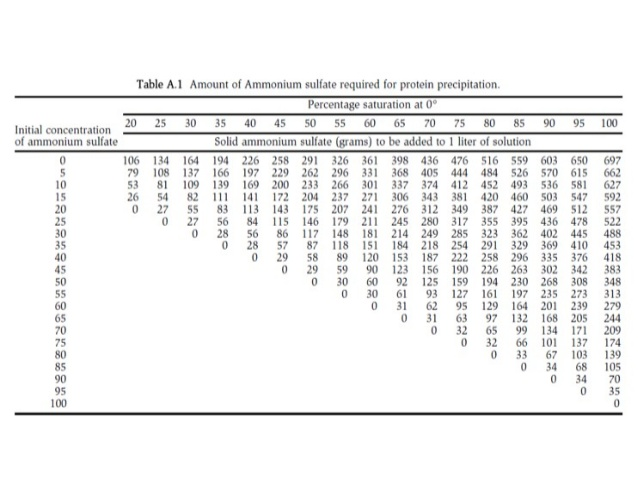 Table A.1 Amount of Ammonium sulfate required for protein precipitation.
Percentage saturation at 0°
Initial concentration of ammonium sulfate 20 25 30 35 40 45 50 55 60 65 70 75 80 85 90 95 100
Solid ammonium sulfate (grams) to be added to 1 liter of solution
0 106 134 164 194 226 258 291 326 361 398 436 476 516 559 603 650 697
5 79 108 137 166 197 229 262 296 331 368 405 444 484 526 570 615 662
10 53 81 109 139 169 200 233 266 301 337 374 412 452 493 536 581 627
15 26 54 82 111 141 172 204 237 271 306 343 381 420 460 503 547 592
20 0 27 55 83 113 143 175 207 241 276 312 349 387 427 469 512 557
25 0 27 56 84 115 146 179 211 245 280 317 355 395 436 478 522
30 0 28 56 86 117 148 181 214 249 285 323 362 402 445 488
35 0 28 57 87 118 151 184 218 254 291 329 369 410 453
40 0 29 58 89 120 153 187 222 258 296 335 376 418
45 0 29 59 90 123 156 190 226 263 302 342 383
50 0 30 60 92 125 159 194 230 268 308 348
55 0 30 61 93 127 161 197 235 273 313
60 0 31 62 95 129 164 201 239 279
65 0 31 63 97 132 168 205 244
70 0 32 65 99 134 171 209
75 0 32 66 101 137 174
80 0 33 67 103 139
85 0 34 68 105
90 0 34 70
95 0 35
100 0